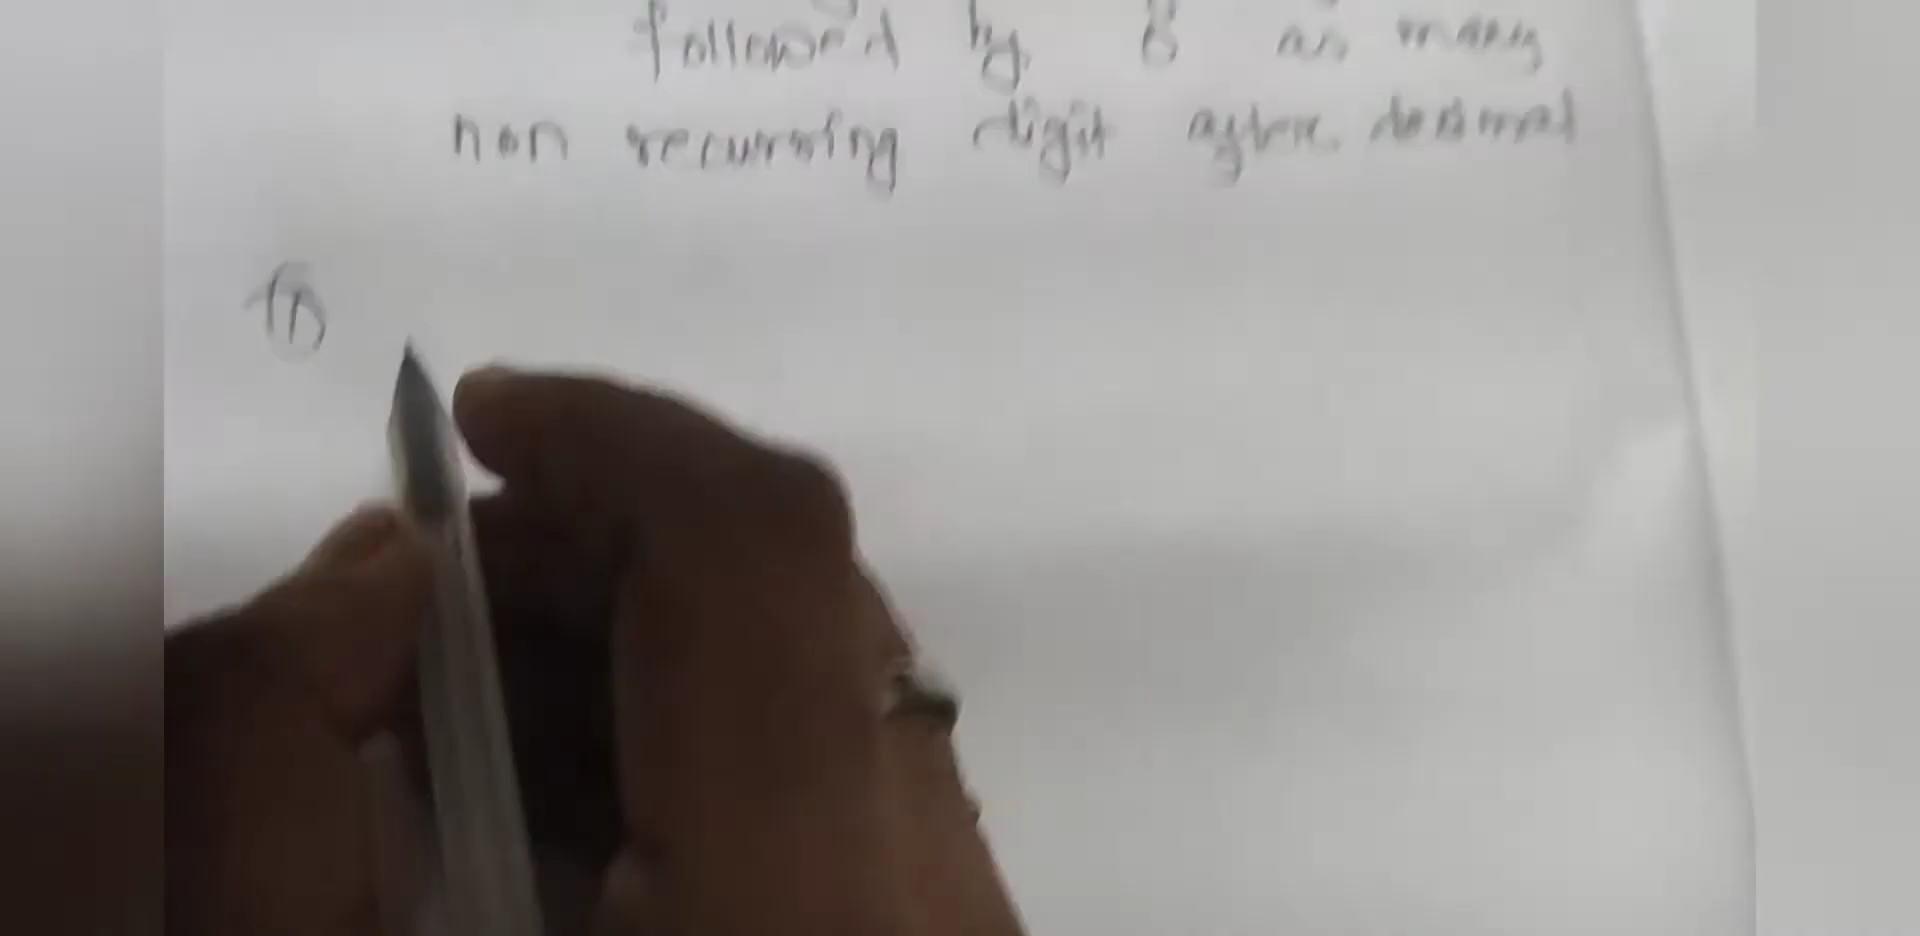 followed by 0 as many
non recurring digit after decimal